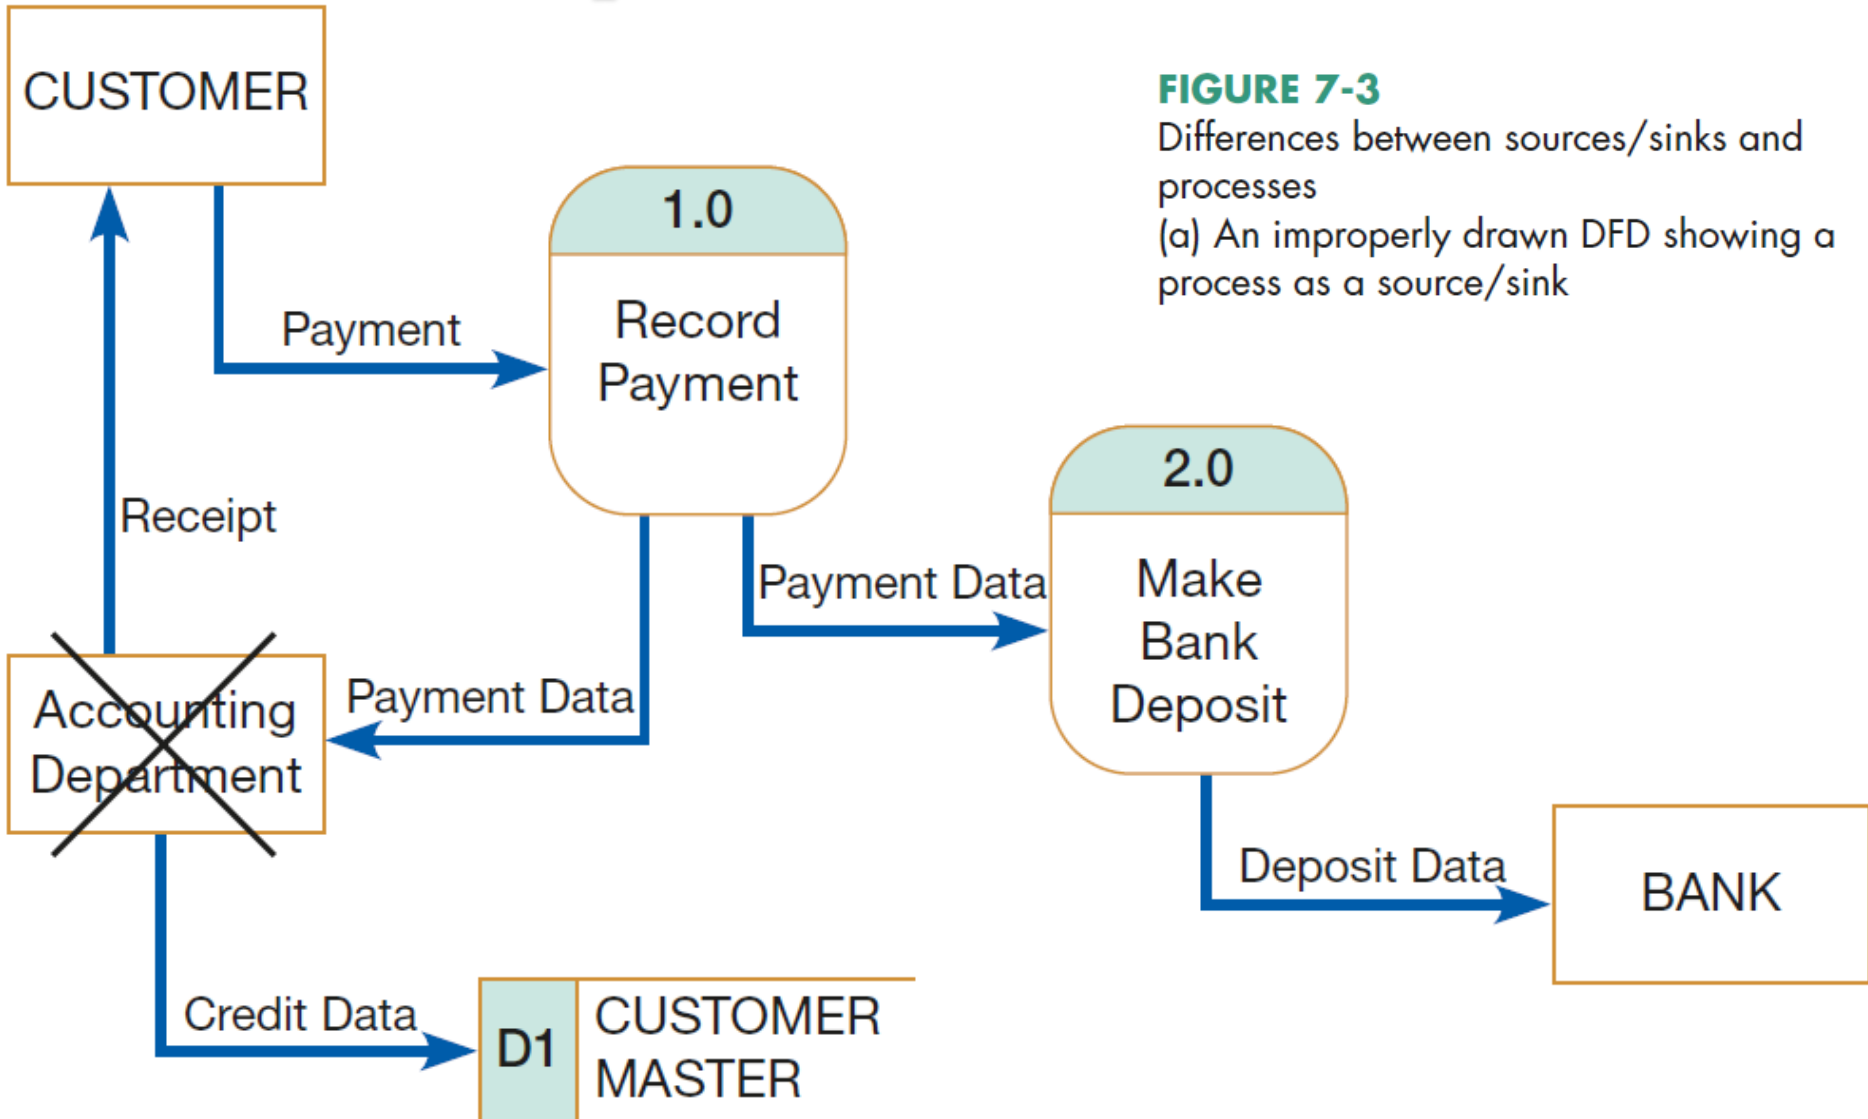 CUSTOMER
FIGURE 7-3
Differences between sources/sinks and
processes
(a) An improperly drawn DFD showing a
process as a source/sink
1.0
Record
Payment
Payment
Receipt
2.0
Make
Bank
Deposit
Payment Data
Payment Data
Accounting
Department
Deposit Data
BANK
Credit Data
D1
CUSTOMER
MASTER